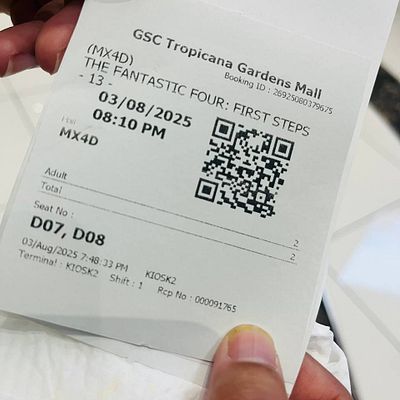 GSC Tropicana Gardens Mall
Booking ID : 26925080379675
(MX4D)
THE FANTASTIC FOUR: FIRST STEPS
- 13 -
03/08/2025
08:10 PM
MX4D
Adult 2
Total 2
Seat No :
D07, D08
03/Aug/2025 7:48:33 PM KIOSK2
Terminal : KIOSK2 Shift : 1 Rcp No : 000091765